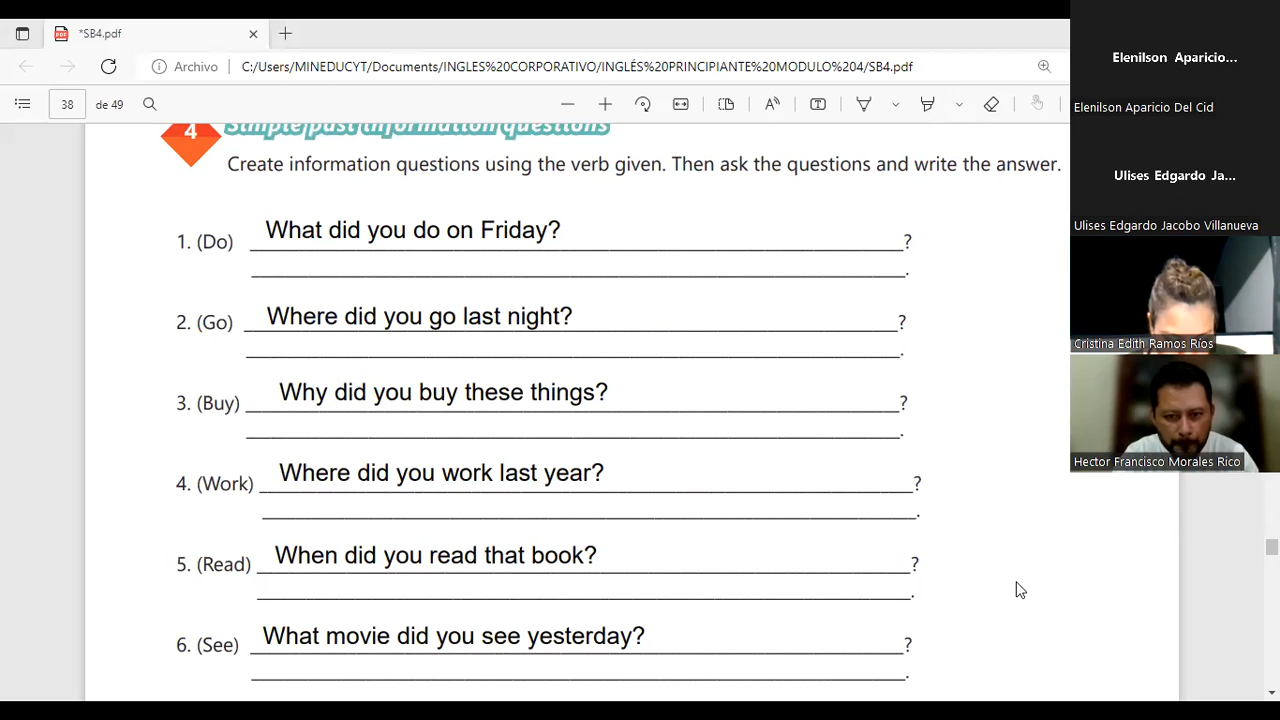 *SB4.pdf
Archivo
C:/Users/MINEDUCYT/Documents/INGLES%20CORPORATIVO/INGLÉS%20PRINCIPIANTE%20MODULO%204/SB4.pdf
38
de 49
4
Simple past information questions
Create information questions using the verb given. Then ask the questions and write the answer.
1. (Do) What did you do on Friday? ?
2. (Go) Where did you go last night? ?
3. (Buy) Why did you buy these things? ?
4. (Work) Where did you work last year? ?
5. (Read) When did you read that book? ?
6. (See) What movie did you see yesterday? ?
Elenilson Aparicio...
Elenilson Aparicio Del Cid
Ulises Edgardo Ja...
Ulises Edgardo Jacobo Villanueva
Cristina Edith Ramos Ríos
Hector Francisco Morales Rico